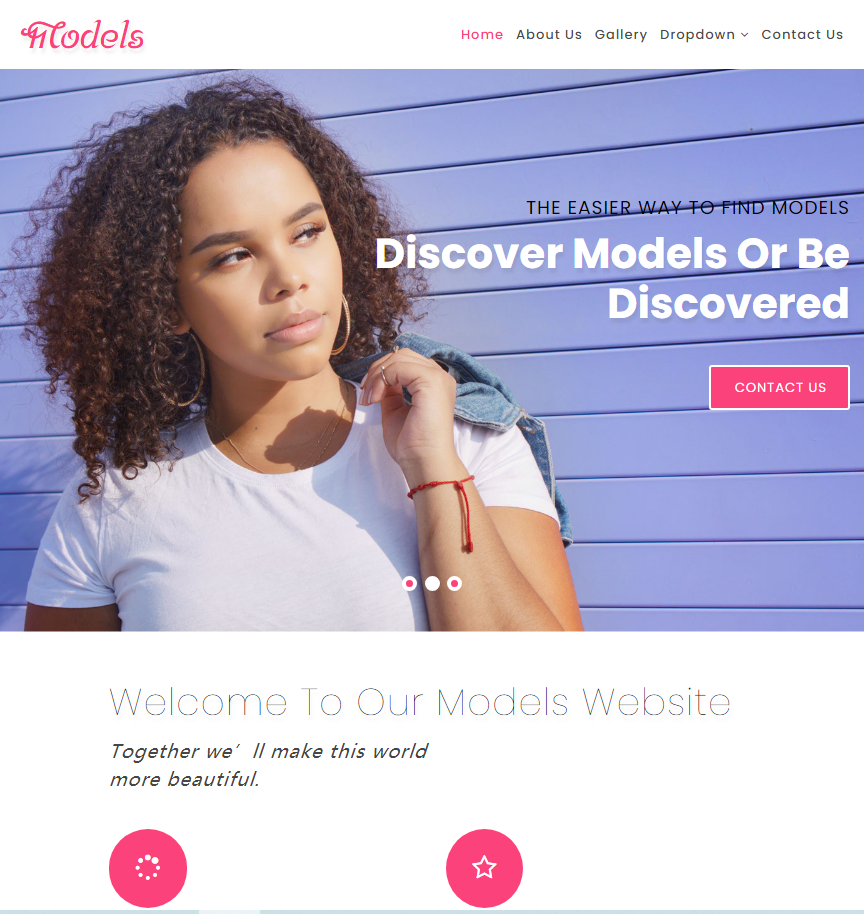 Models
Home About Us Gallery Dropdown Contact Us
THE EASIER WAY TO FIND MODELS
Discover Models Or Be
Discovered
CONTACT US
Welcome To Our Models Website
Together we’ll make this world
more beautiful.